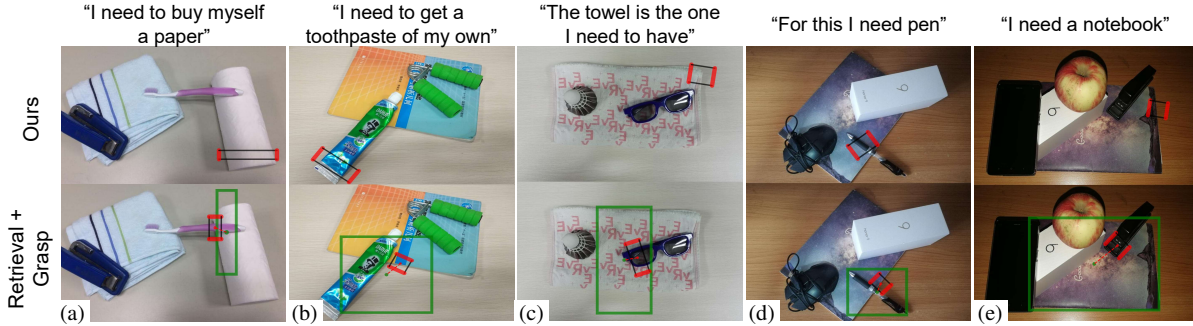 “I need to buy myself
a paper”
“I need to get a
toothpaste of my own”
“The towel is the one
I need to have”
“For this I need pen”
“I need a notebook”
Ours
Retrieval +
Grasp
(a)
(b)
(c)
(d)
(e)